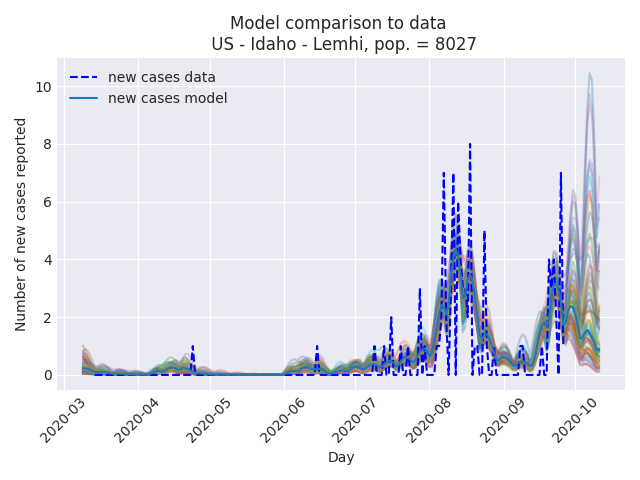 Model comparison to data
US - Idaho - Lemhi, pop. = 8027
new cases data
new cases model
Number of new cases reported
10
8
6
4
2
0
2020-03
2020-04
2020-05
2020-06
2020-07
2020-08
2020-09
2020-10
Day